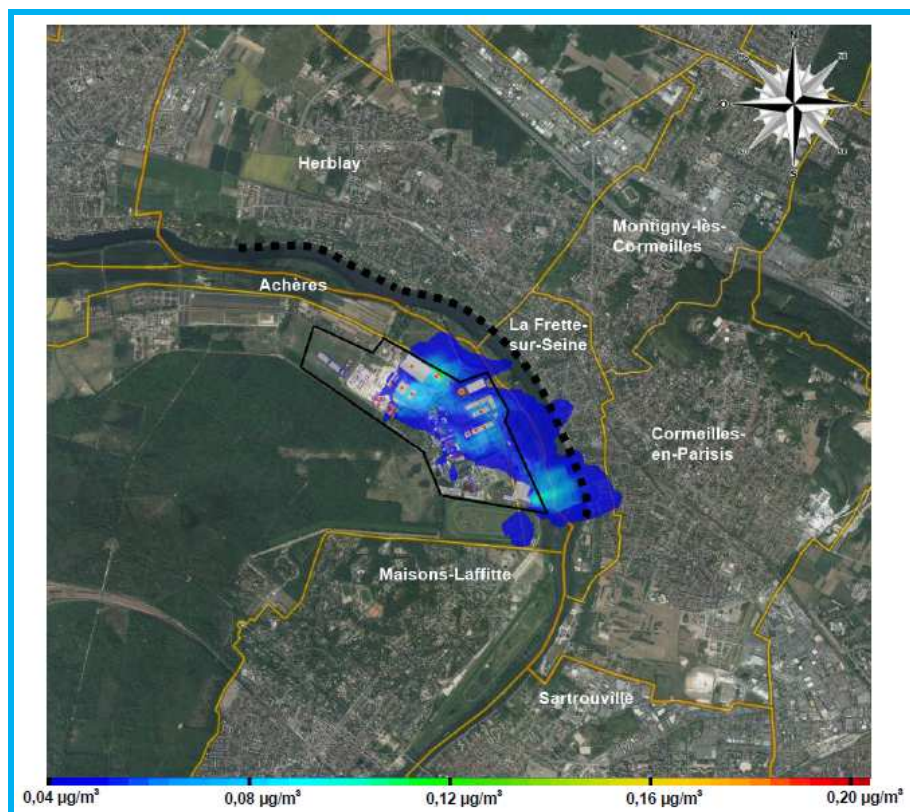 N
O
E
S
Herblay
Montigny-lès-
Cormeilles
Achères
La Frette-
sur-Seine
Cormeilles-
en-Parisis
Maisons-Laffitte
Sartrouville
0,04 µg/m³ 0,08 µg/m³ 0,12 µg/m³ 0,16 µg/m³ 0,20 µg/m³